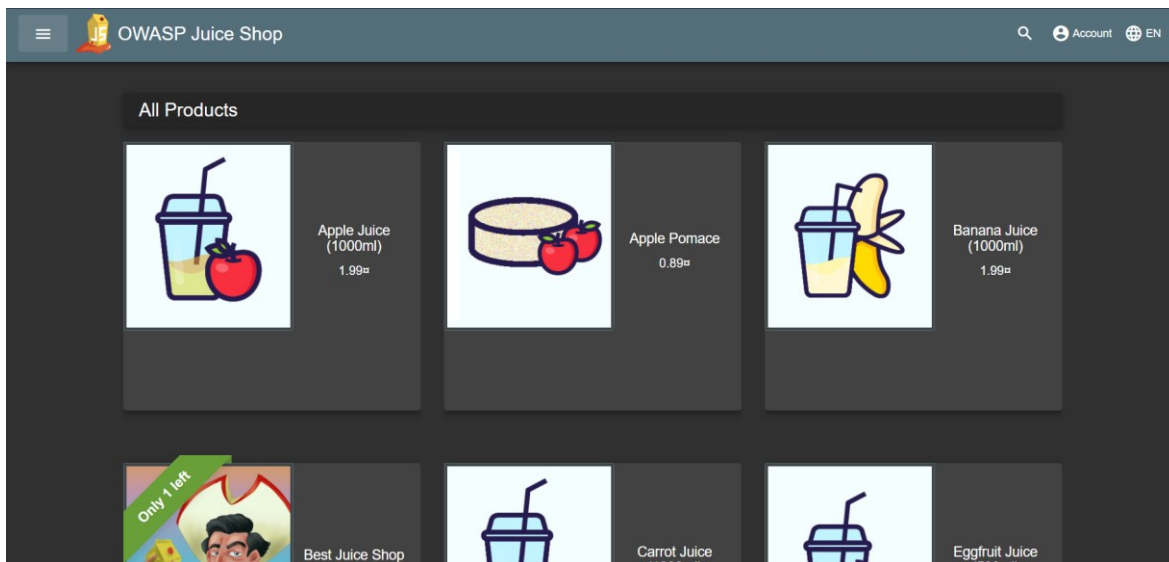 OWASP Juice Shop
Account
EN
All Products
Apple Juice
(1000ml)
1.99¤
Apple Pomace
0.89¤
Banana Juice
(1000ml)
1.99¤
Only 1 left
Best Juice Shop
Carrot Juice
Eggfruit Juice